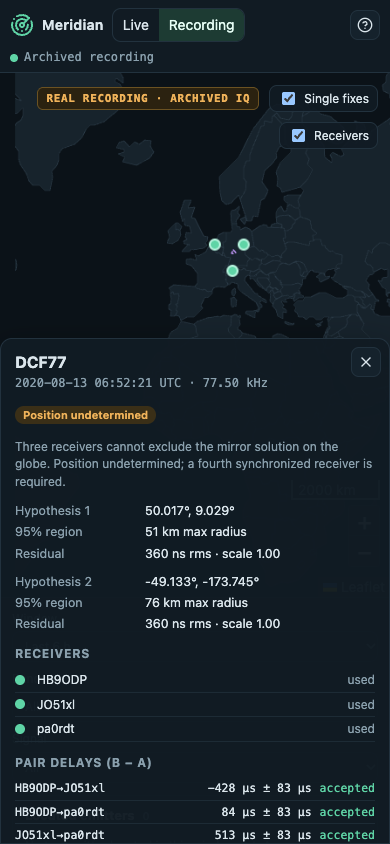 Meridian Live Recording
Archived recording
REAL RECORDING · ARCHIVED IQ
Single fixes
Receivers
DCF77
2020-08-13 06:52:21 UTC · 77.50 kHz
Position undetermined
Three receivers cannot exclude the mirror solution on the
globe. Position undetermined; a fourth synchronized receiver is
required.
Hypothesis 1 50.017°, 9.029°
95% region 51 km max radius
Residual 360 ns rms · scale 1.00
Hypothesis 2 -49.133°, -173.745°
95% region 76 km max radius
Residual 360 ns rms · scale 1.00
RECEIVERS
HB9ODP used
JO51xl used
pa0rdt used
PAIR DELAYS (B − A)
HB9ODP→JO51xl −428 μs ± 83 μs accepted
HB9ODP→pa0rdt 84 μs ± 83 μs accepted
JO51xl→pa0rdt 513 μs ± 83 μs accepted